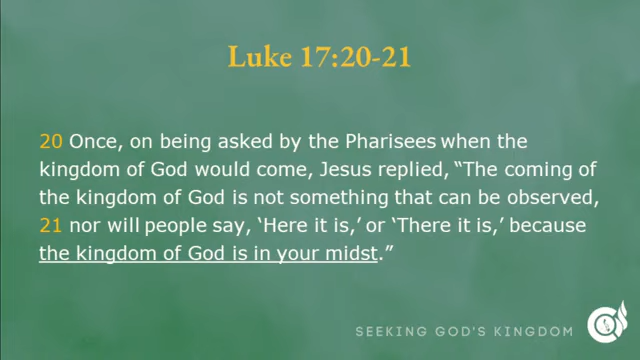 Luke 17:20-21
20 Once, on being asked by the Pharisees when the
kingdom of God would come, Jesus replied, “The coming of
the kingdom of God is not something that can be observed,
21 nor will people say, ‘Here it is,’ or ‘There it is,’ because
the kingdom of God is in your midst.”
SEEKING GOD'S KINGDOM